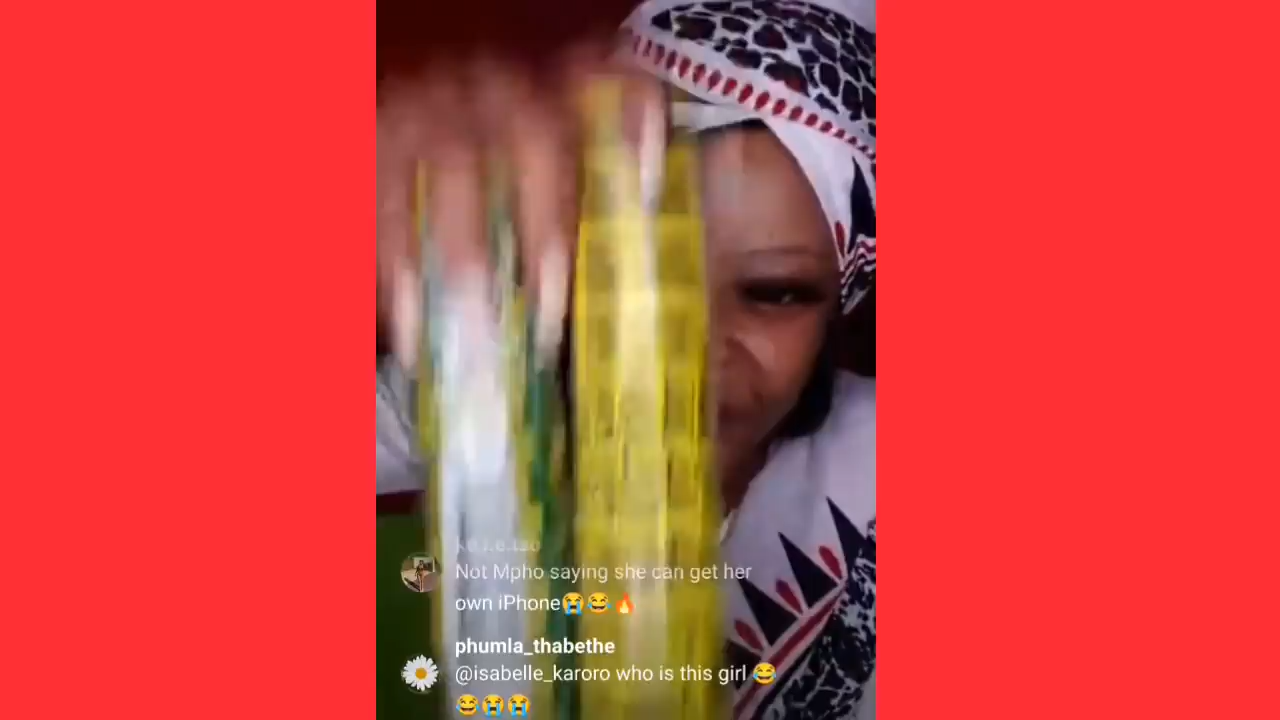 Not Mpho saying she can get her
own iPhone😭😂🔥
phumla_thabethe
@isabelle_karoro who is this girl 😂
😂😭😭